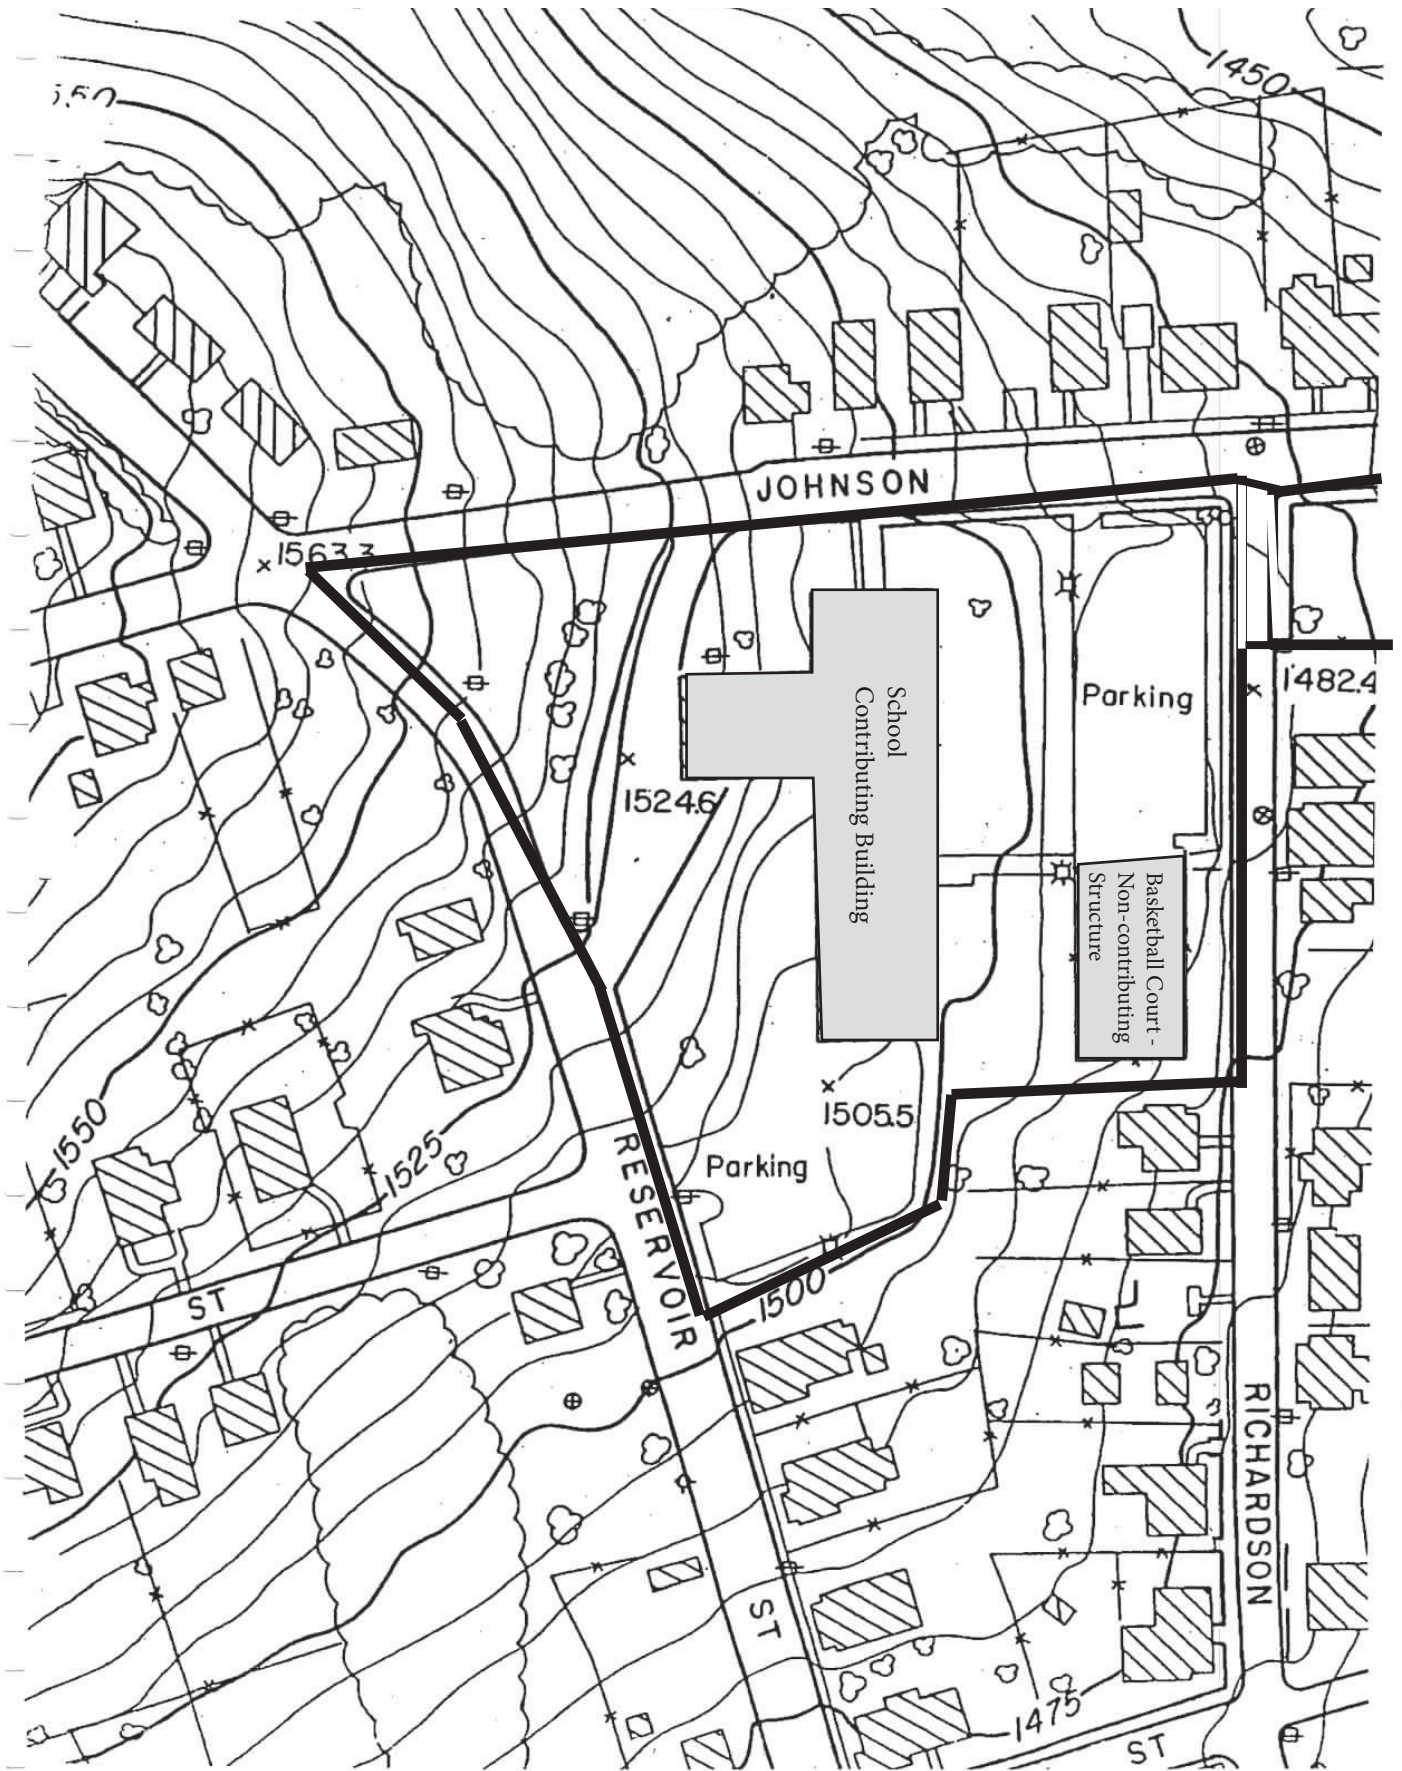 1450
JOHNSON
1563.3
School
Contributing Building
Parking
1482.4
1524.6
Basketball Court -
Non-contributing
Structure
1505.5
Parking
1550
1525
RESERVOIR
1500
ST
RICHARDSON
ST
1475
ST